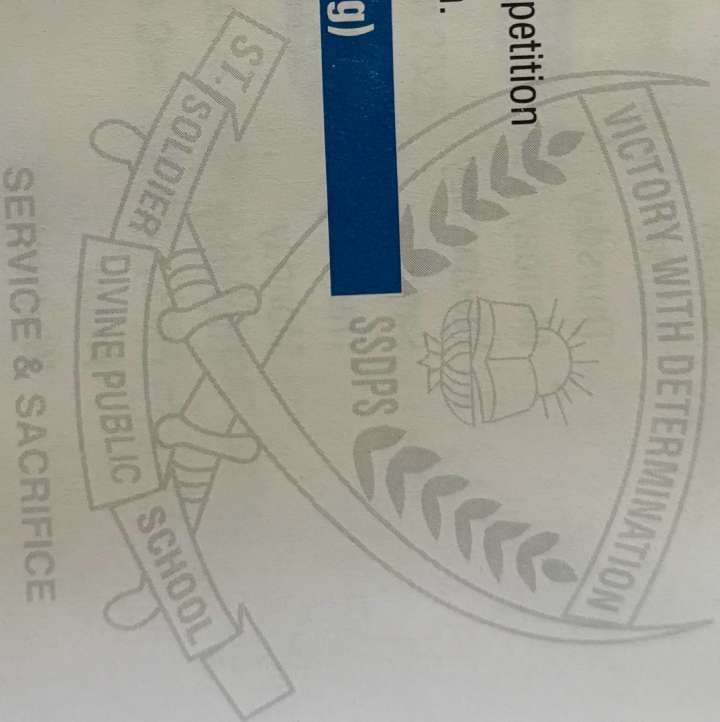 petition
.
g)
VICTORY WITH DETERMINATION
SSDPS
ST. SOLDIER DIVINE PUBLIC SCHOOL
SERVICE & SACRIFICE